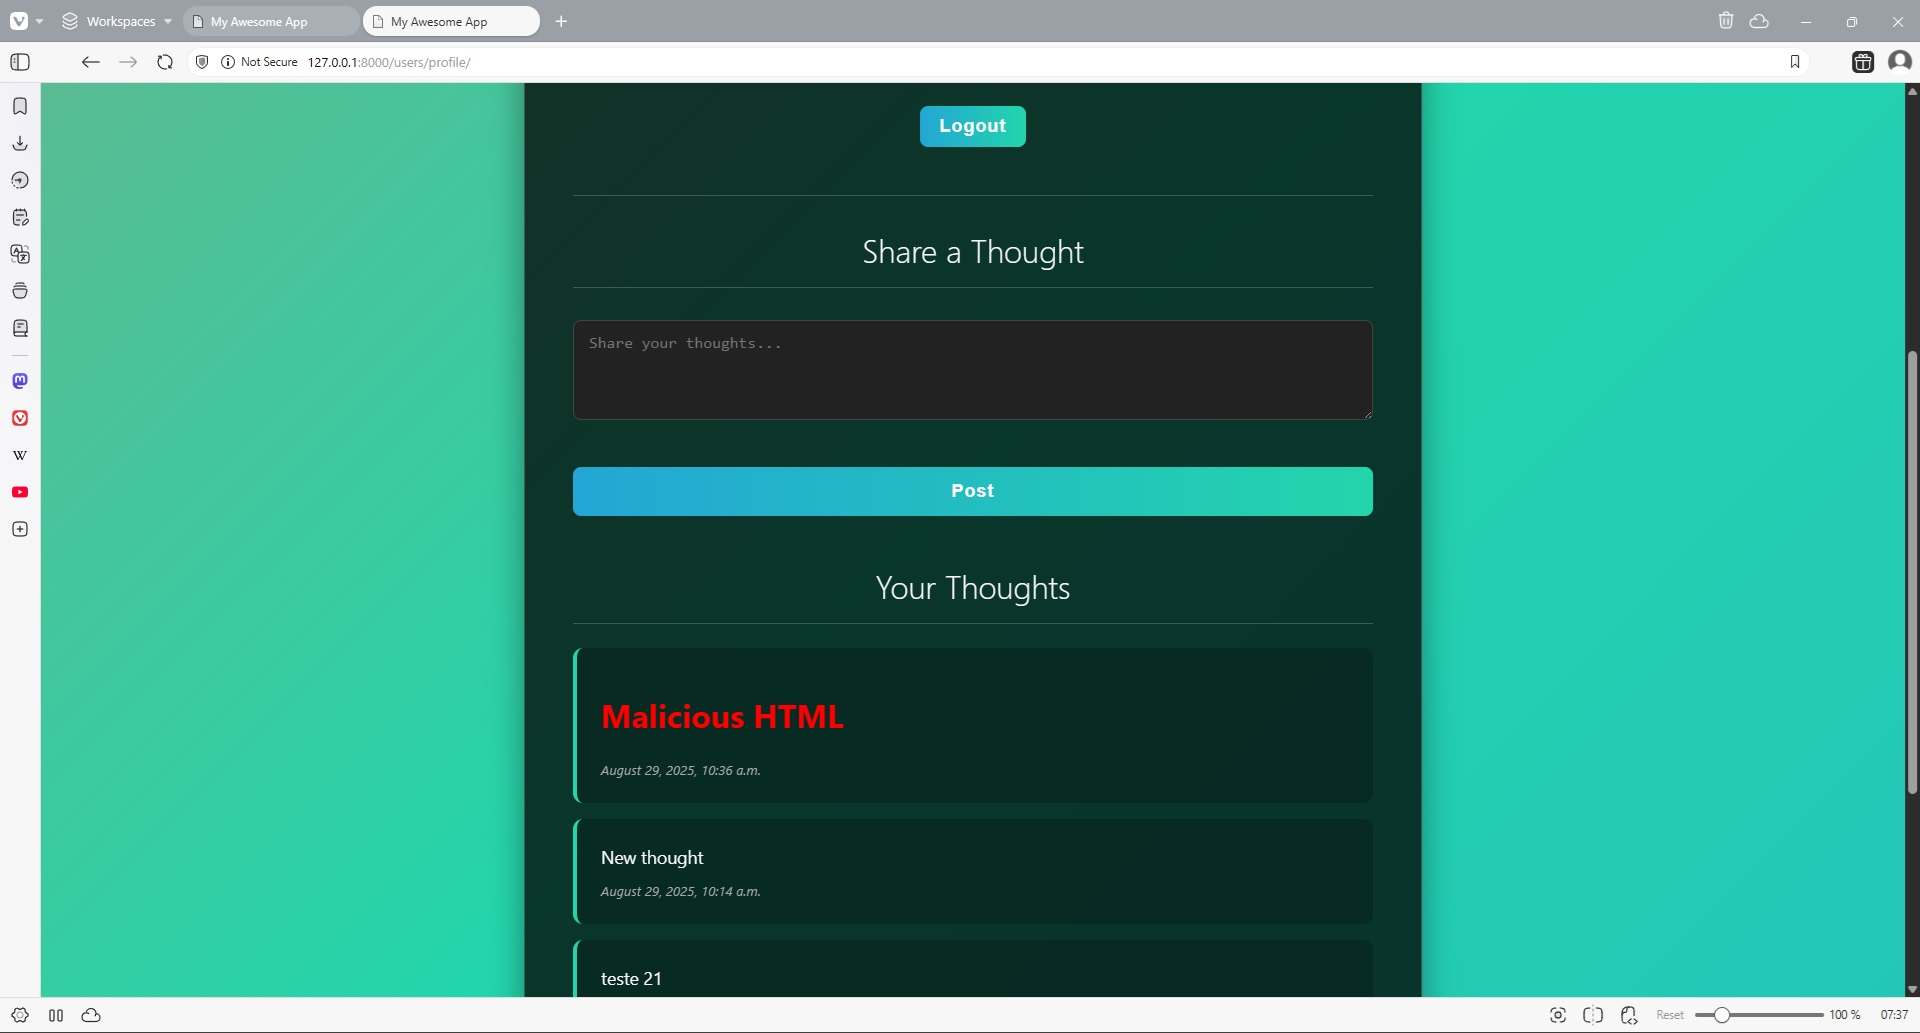 Workspaces
My Awesome App
My Awesome App
Not Secure 127.0.0.1:8000/users/profile/
Logout
Share a Thought
Share your thoughts...
Post
Your Thoughts
Malicious HTML
August 29, 2025, 10:36 a.m.
New thought
August 29, 2025, 10:14 a.m.
teste 21
W
Reset
100 %
07:37